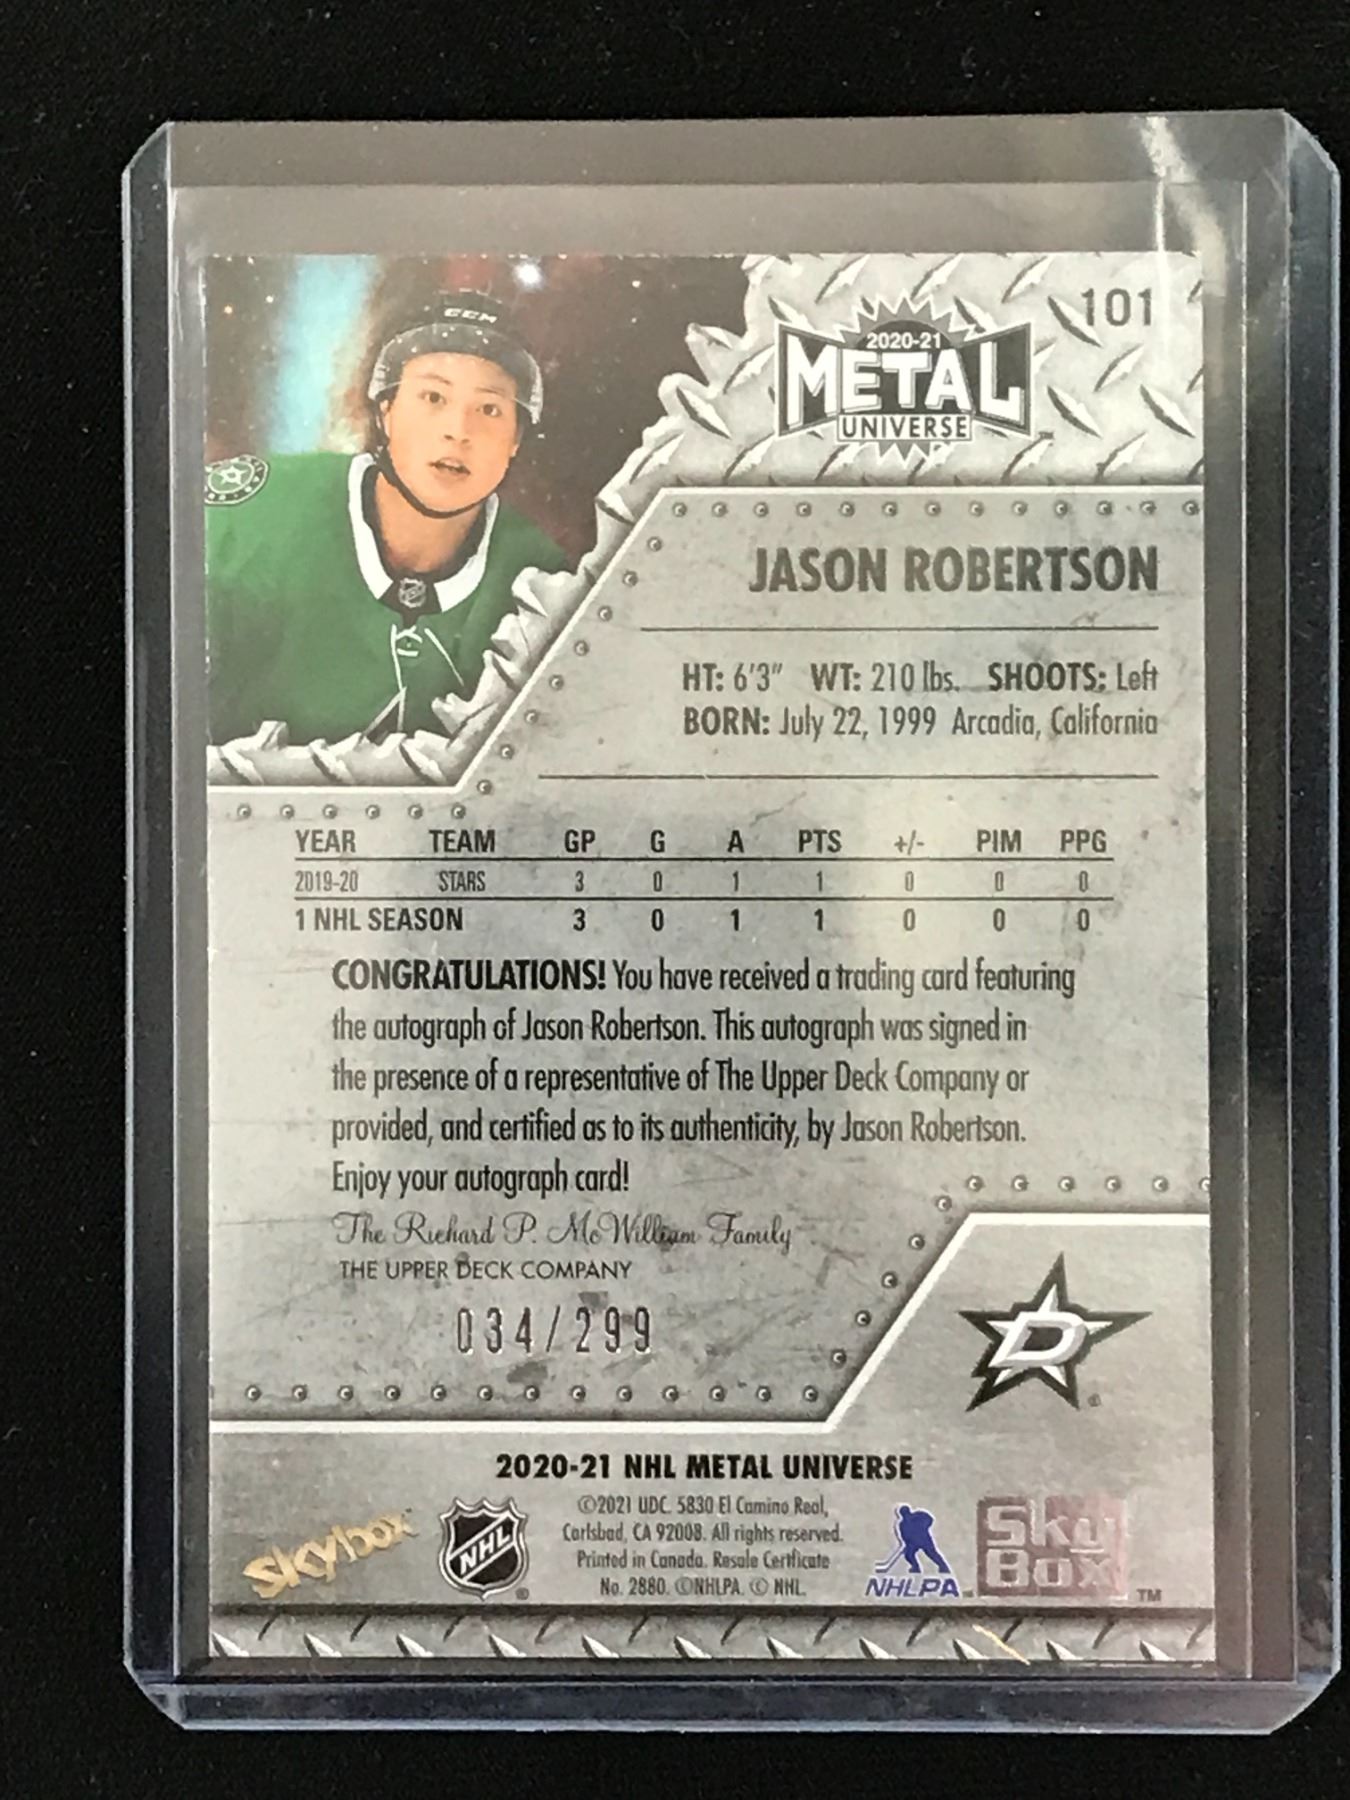 CCM
101
2020-21
METAL
UNIVERSE
JASON ROBERTSON
HT: 6'3" WT: 210 lbs. SHOOTS: Left
BORN: July 22, 1999 Arcadia, California
YEAR TEAM GP G A PTS +/- PIM PPG
2019-20 STARS 3 0 1 1 0 0 0
1 NHL SEASON 3 0 1 1 0 0 0
CONGRATULATIONS! You have received a trading card featuring
the autograph of Jason Robertson. This autograph was signed in
the presence of a representative of The Upper Deck Company or
provided, and certified as to its authenticity, by Jason Robertson.
Enjoy your autograph card!
The Richard P. McWilliam Family
THE UPPER DECK COMPANY
034/299
D
2020-21 NHL METAL UNIVERSE
©2021 UDC. 5830 El Camino Real,
Carlsbad, CA 92008. All rights reserved.
Printed in Canada. Resale Certificate
No. 2880. ©NHLPA. © NHL.
skybox
NHL
NHLPA
SkyBox TM